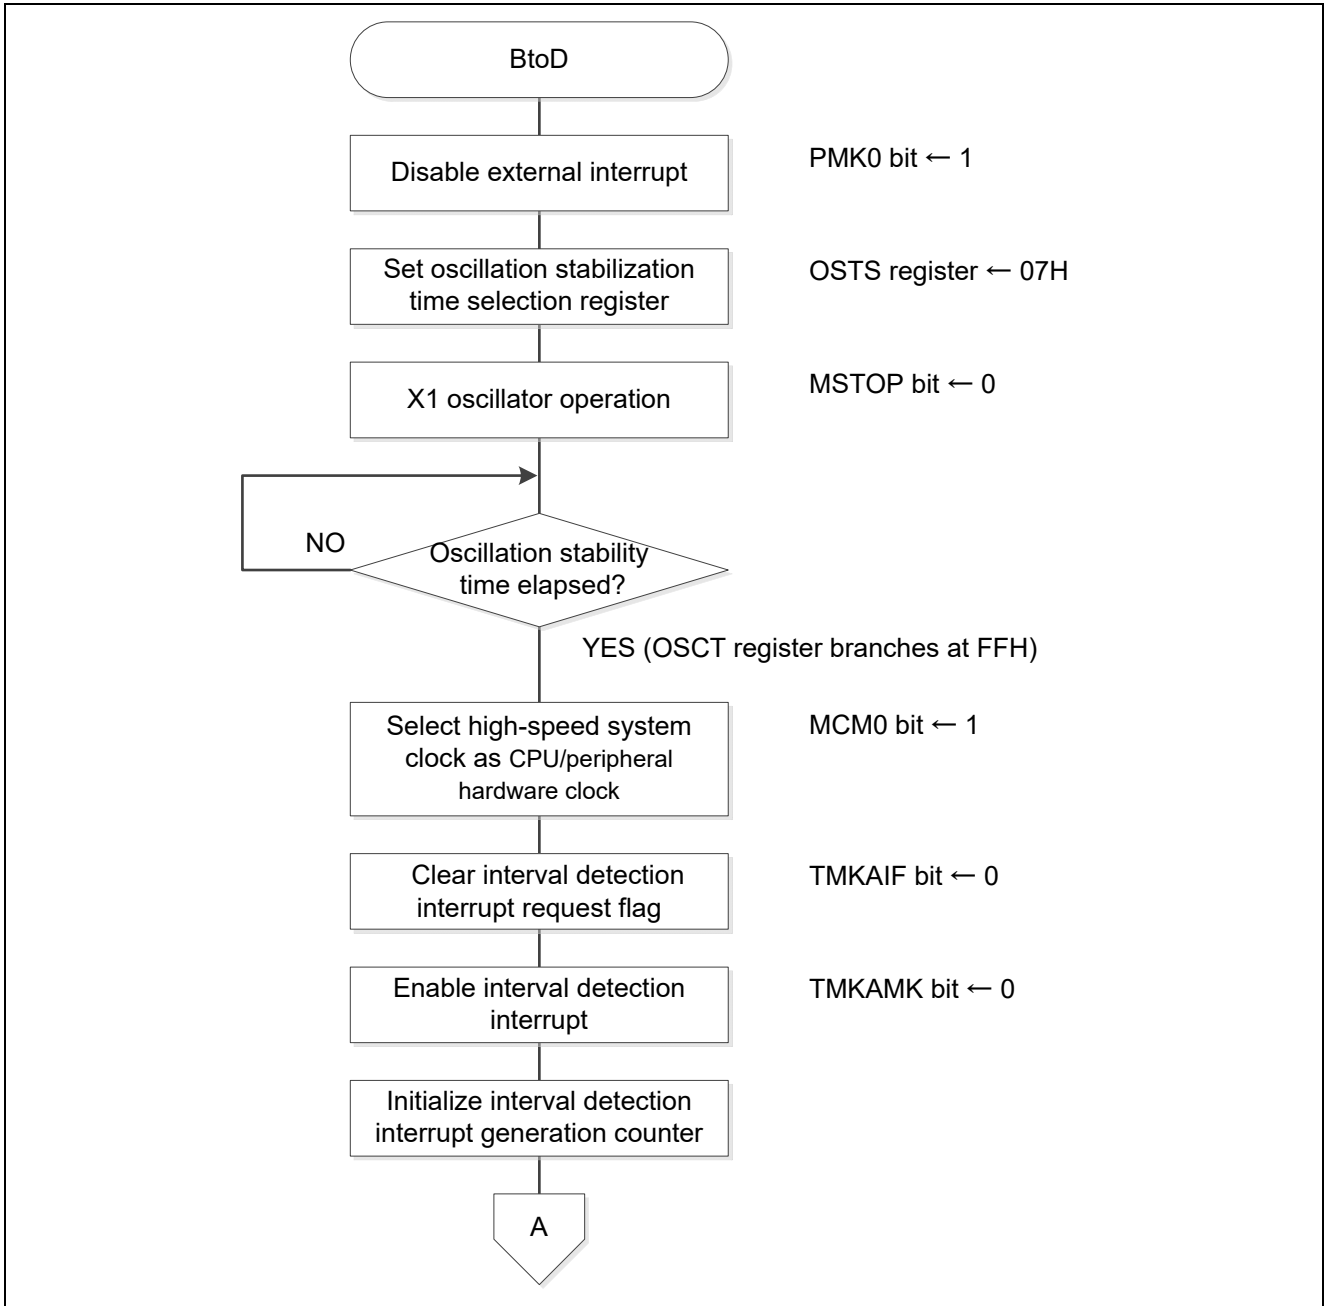 BtoD
Disable external interrupt
PMK0 bit ← 1
Set oscillation stabilization
time selection register
OSTS register ← 07H
X1 oscillator operation
MSTOP bit ← 0
NO
Oscillation stability
time elapsed?
YES (OSCT register branches at FFH)
Select high-speed system
clock as CPU/peripheral
hardware clock
MCM0 bit ← 1
Clear interval detection
interrupt request flag
TMKAIF bit ← 0
Enable interval detection
interrupt
TMKAMK bit ← 0
Initialize interval detection
interrupt generation counter
A